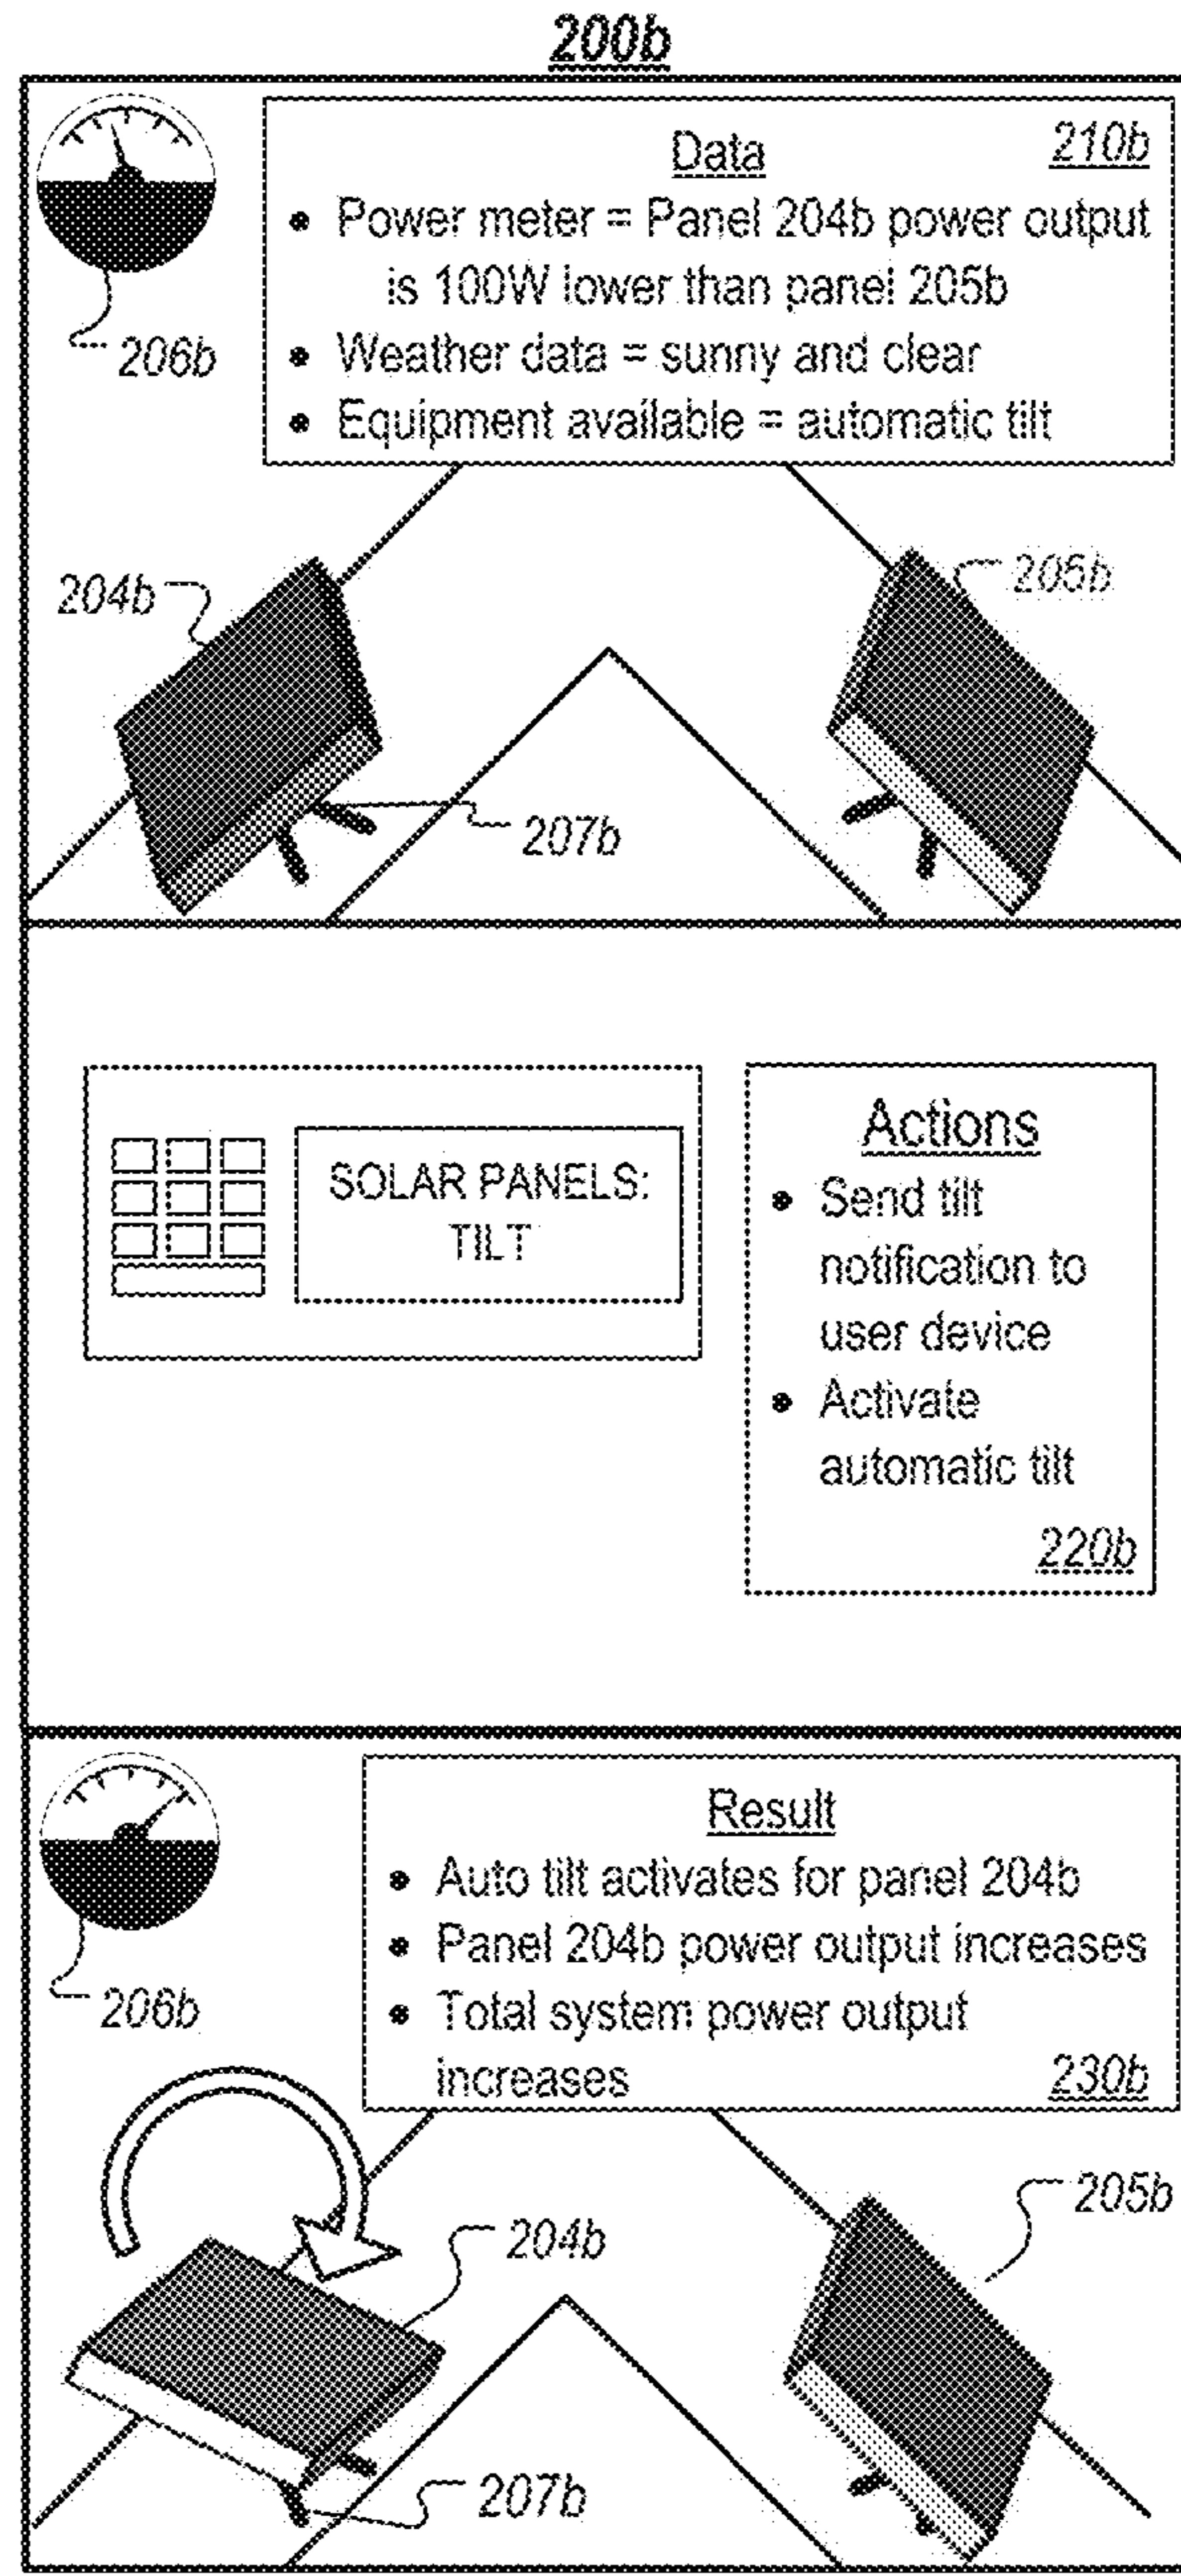 200b
Data 210b
• Power meter = Panel 204b power output
is 100W lower than panel 205b
• Weather data = sunny and clear
• Equipment available = automatic tilt
206b
204b
205b
207b
SOLAR PANELS:
TILT
Actions
• Send tilt
notification to
user device
• Activate
automatic tilt
220b
Result
• Auto tilt activates for panel 204b
• Panel 204b power output increases
• Total system power output
increases 230b
206b
204b
205b
207b